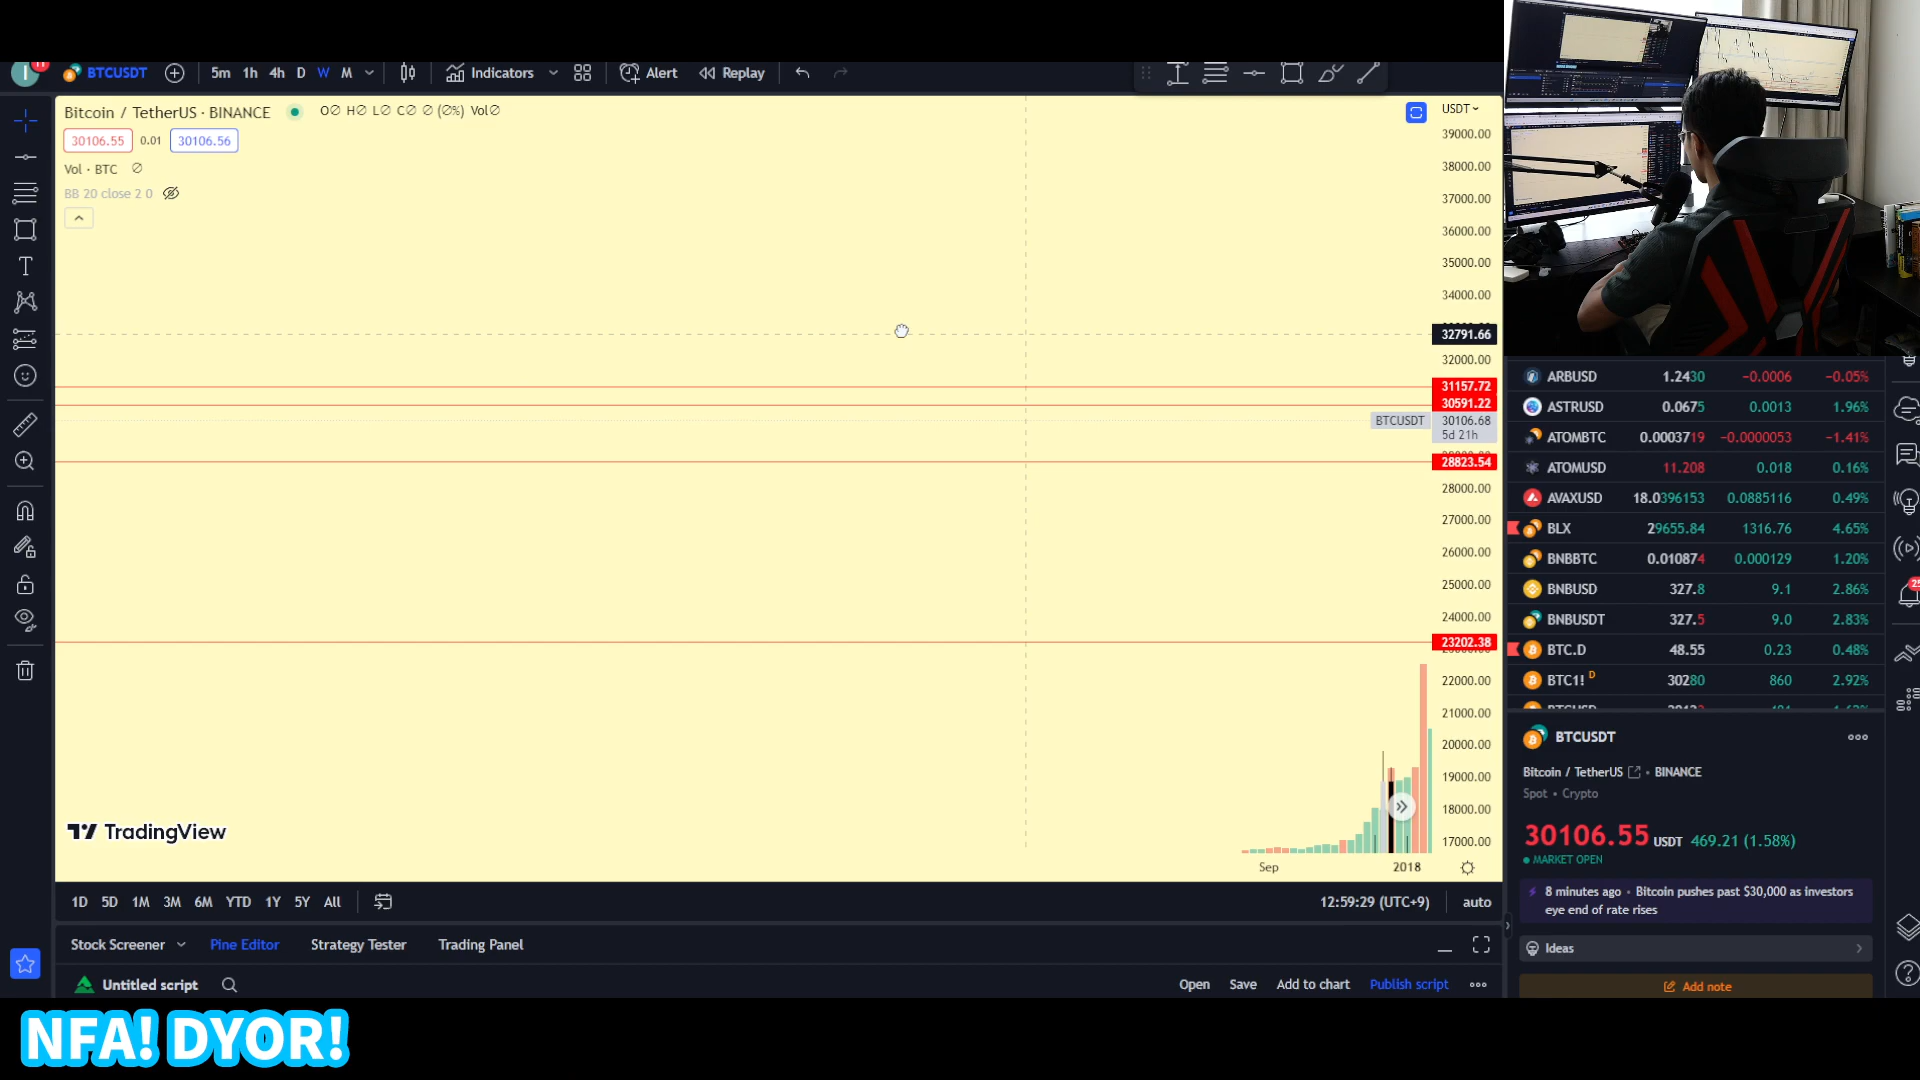 BTCUSDT 5m 1h 4h D W M Indicators Alert Replay
Bitcoin / TetherUS · BINANCE O∅ H∅ L∅ C∅ ∅ (∅%) Vol∅
30106.55 0.01 30106.56
Vol · BTC ∅
BB 20 close 2 0
USDT
39000.00
38000.00
37000.00
36000.00
35000.00
34000.00
32791.66
32000.00
31157.72
30591.22
BTCUSDT 30106.68
5d 21h
28823.54
28000.00
27000.00
26000.00
25000.00
24000.00
23202.38
22000.00
21000.00
20000.00
19000.00
18000.00
17000.00
TradingView
Sep 2018
1D 5D 1M 3M 6M YTD 1Y 5Y All
12:59:29 (UTC+9) auto
Stock Screener Pine Editor Strategy Tester Trading Panel
Untitled script
Open Save Add to chart Publish script
ARBUSD 1.2430 −0.0006 −0.05%
ASTRUSD 0.0675 0.0013 1.96%
ATOMBTC 0.0003719 −0.0000053 −1.41%
ATOMUSD 11.208 0.018 0.16%
AVAXUSD 18.0396153 0.0885116 0.49%
BLX 29655.84 1316.76 4.65%
BNBBTC 0.010874 0.000129 1.20%
BNBUSD 327.8 9.1 2.86%
BNBUSDT 327.5 9.0 2.83%
BTC.D 48.55 0.23 0.48%
BTC1! D 30280 860 2.92%
BTCUSDT
Bitcoin / TetherUS • BINANCE
Spot • Crypto
30106.55 USDT 469.21 (1.58%)
MARKET OPEN
8 minutes ago • Bitcoin pushes past $30,000 as investors
eye end of rate rises
Ideas
Add note
NFA! DYOR!